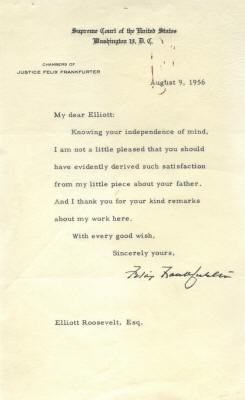 Supreme Court of the United States
Washington 13, D. C.
CHAMBERS OF
JUSTICE FELIX FRANKFURTER
August 9, 1956
My dear Elliott:
Knowing your independence of mind,
I am not a little pleased that you should
have evidently derived such satisfaction
from my little piece about your father.
And I thank you for your kind remarks
about my work here.
With every good wish,
Sincerely yours,
Felix Frankfurter
Elliott Roosevelt, Esq.